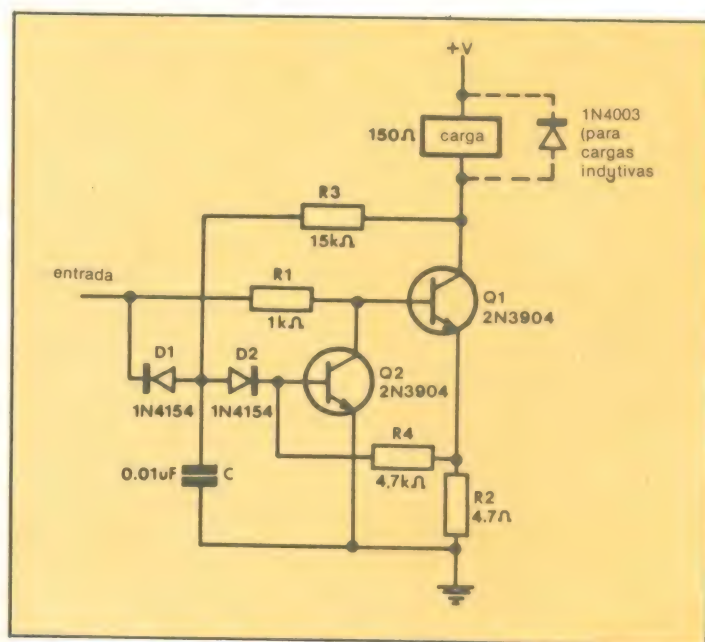 +V
150Ω
carga
1N4003
(para
cargas
indutivas
R3
15kΩ
entrada
R1
1kΩ
Q1
2N3904
D1
D2
Q2
2N3904
1N4154
1N4154
R4
4,7kΩ
0.01uF
C
R2
4.7Ω